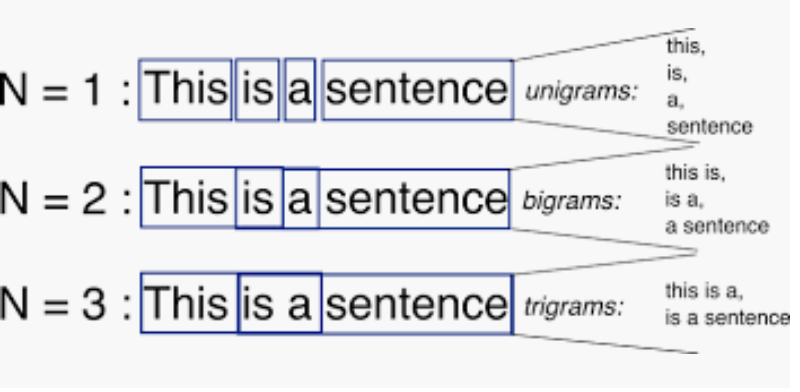 N = 1 : This is a sentence unigrams:
this,
is,
a,
sentence
N = 2 : This is a sentence bigrams:
this is,
is a,
a sentence
N = 3 : This is a sentence trigrams:
this is a,
is a sentence